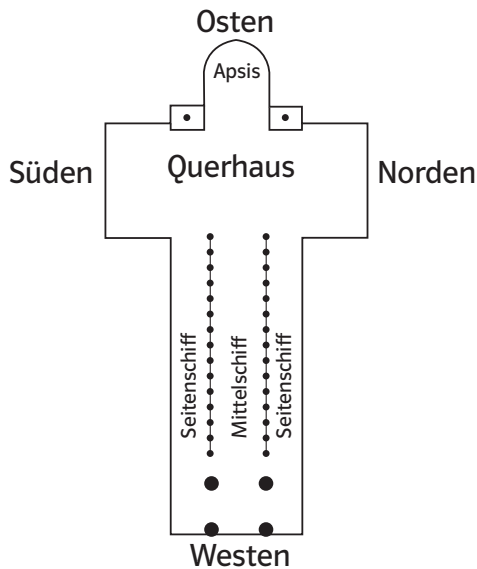 Osten
Apsis
Süden
Querhaus
Norden
Seitenschiff
Mittelschiff
Seitenschiff
Westen